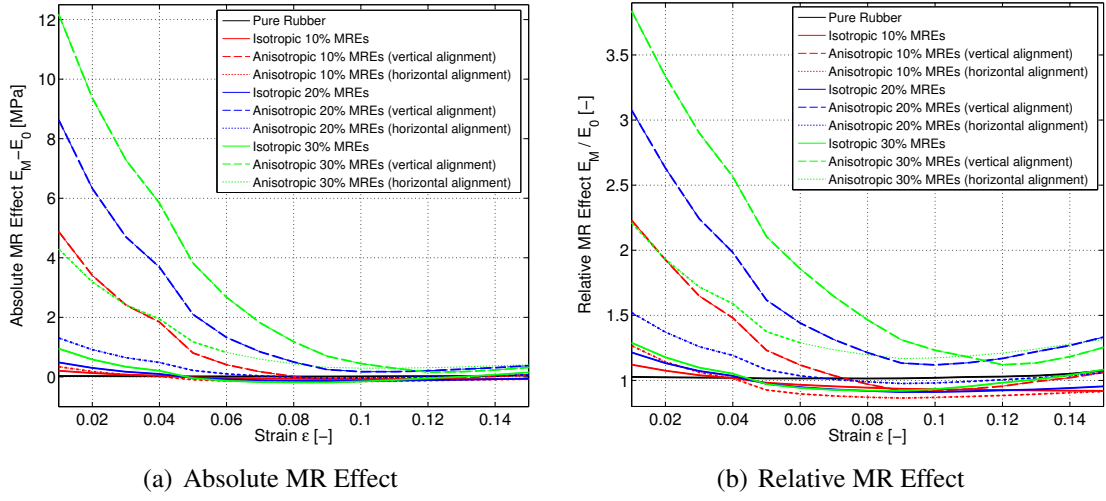 12
10
8
6
4
2
0
Absolute MR Effect E_M−E_0 [MPa]
0.02 0.04 0.06 0.08 0.1 0.12 0.14
Strain ε [−]
Pure Rubber
Isotropic 10% MREs
Anisotropic 10% MREs (vertical alignment)
Anisotropic 10% MREs (horizontal alignment)
Isotropic 20% MREs
Anisotropic 20% MREs (vertical alignment)
Anisotropic 20% MREs (horizontal alignment)
Isotropic 30% MREs
Anisotropic 30% MREs (vertical alignment)
Anisotropic 30% MREs (horizontal alignment)
(a) Absolute MR Effect
3.5
3
2.5
2
1.5
1
Relative MR Effect E_M / E_0 [−]
0.02 0.04 0.06 0.08 0.1 0.12 0.14
Strain ε [−]
Pure Rubber
Isotropic 10% MREs
Anisotropic 10% MREs (vertical alignment)
Anisotropic 10% MREs (horizontal alignment)
Isotropic 20% MREs
Anisotropic 20% MREs (vertical alignment)
Anisotropic 20% MREs (horizontal alignment)
Isotropic 30% MREs
Anisotropic 30% MREs (vertical alignment)
Anisotropic 30% MREs (horizontal alignment)
(b) Relative MR Effect